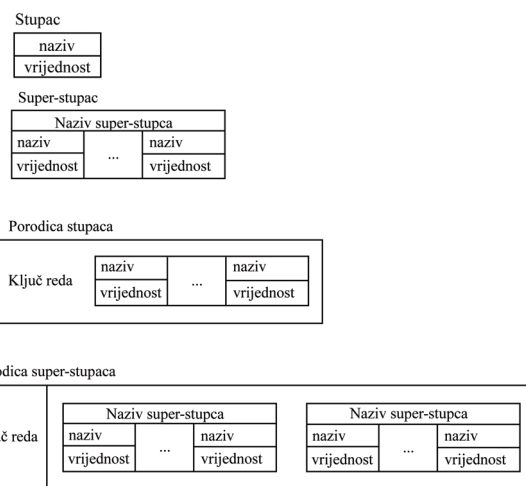 Stupac
naziv
vrijednost
Super-stupac
Naziv super-stupca
naziv ... naziv
vrijednost vrijednost
Porodica stupaca
Ključ reda
naziv ... naziv
vrijednost vrijednost
odica super-stupaca
č reda
Naziv super-stupca Naziv super-stupca
naziv ... naziv naziv ... naziv
vrijednost vrijednost vrijednost vrijednost